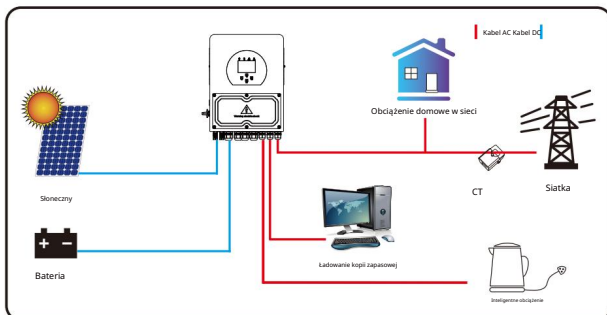 Kabel AC Kabel DC
Obciążenie domowe w sieci
CT
Siatka
Słoneczny
Bateria
Ładowanie kopii zapasowej
Inteligentne obciążenie